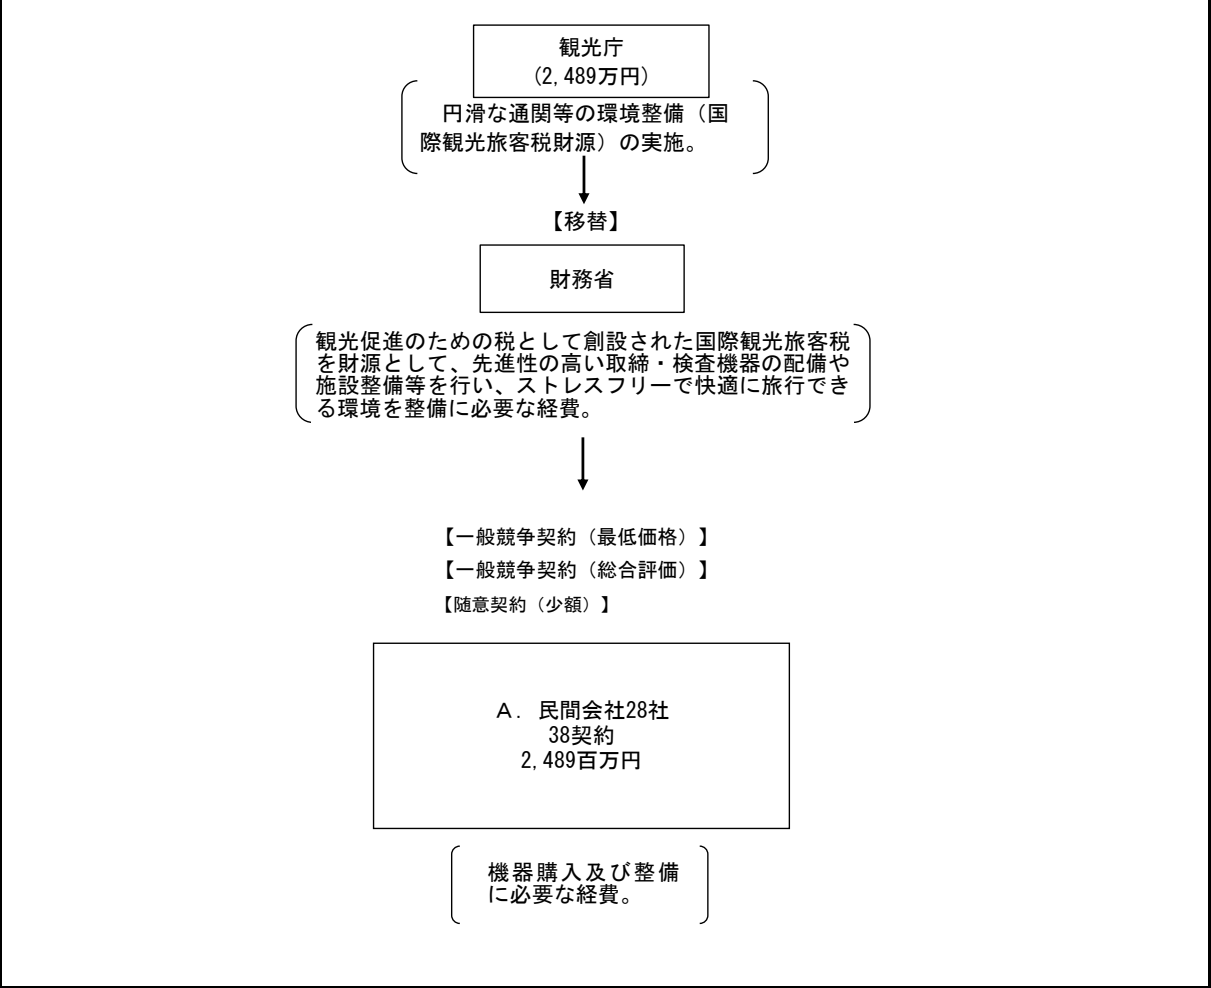 観光庁
(2,489万円)
円滑な通関等の環境整備（国
際観光旅客税財源）の実施。
【移替】
財務省
観光促進のための税として創設された国際観光旅客税
を財源として、先進性の高い取締・検査機器の配備や
施設整備等を行い、ストレスフリーで快適に旅行でき
る環境を整備に必要な経費。
【一般競争契約（最低価格）】
【一般競争契約（総合評価）】
【随意契約（少額）】
Ａ．民間会社28社
38契約
2,489百万円
機器購入及び整備
に必要な経費。